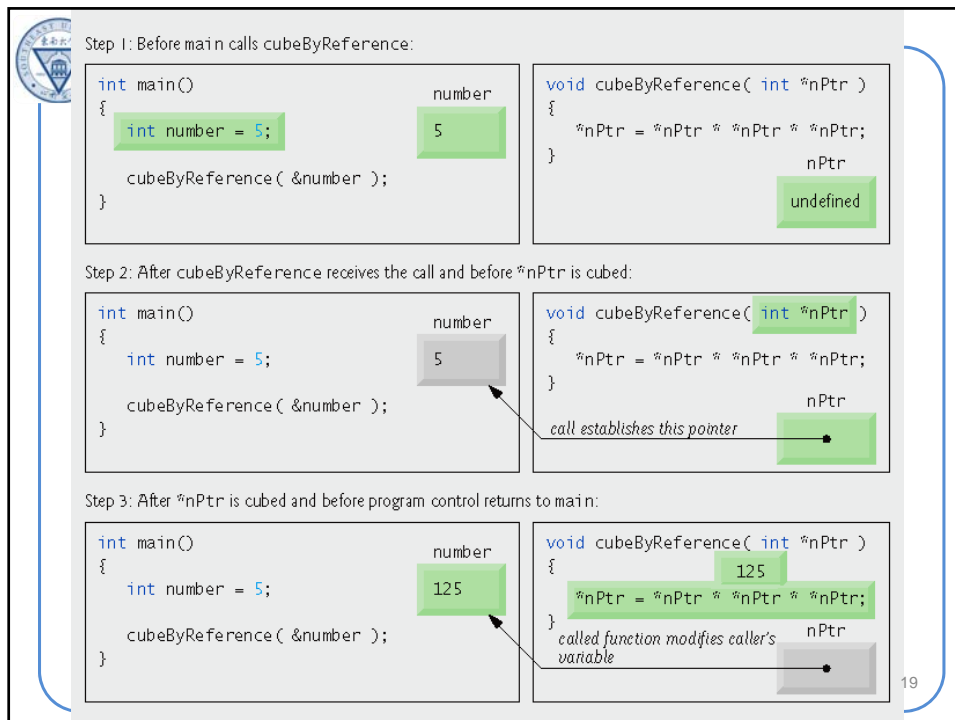 Step 1: Before main calls cubeByReference:
int main()
{
int number = 5;
cubeByReference( &number );
}
number
5
void cubeByReference( int *nPtr )
{
*nPtr = *nPtr * *nPtr * *nPtr;
}
nPtr
undefined
Step 2: After cubeByReference receives the call and before *nPtr is cubed:
int main()
{
int number = 5;
cubeByReference( &number );
}
number
5
void cubeByReference( int *nPtr )
{
*nPtr = *nPtr * *nPtr * *nPtr;
}
nPtr
call establishes this pointer
Step 3: After *nPtr is cubed and before program control returns to main:
int main()
{
int number = 5;
cubeByReference( &number );
}
number
125
void cubeByReference( int *nPtr )
{
125
*nPtr = *nPtr * *nPtr * *nPtr;
}
called function modifies caller's
variable
nPtr
19